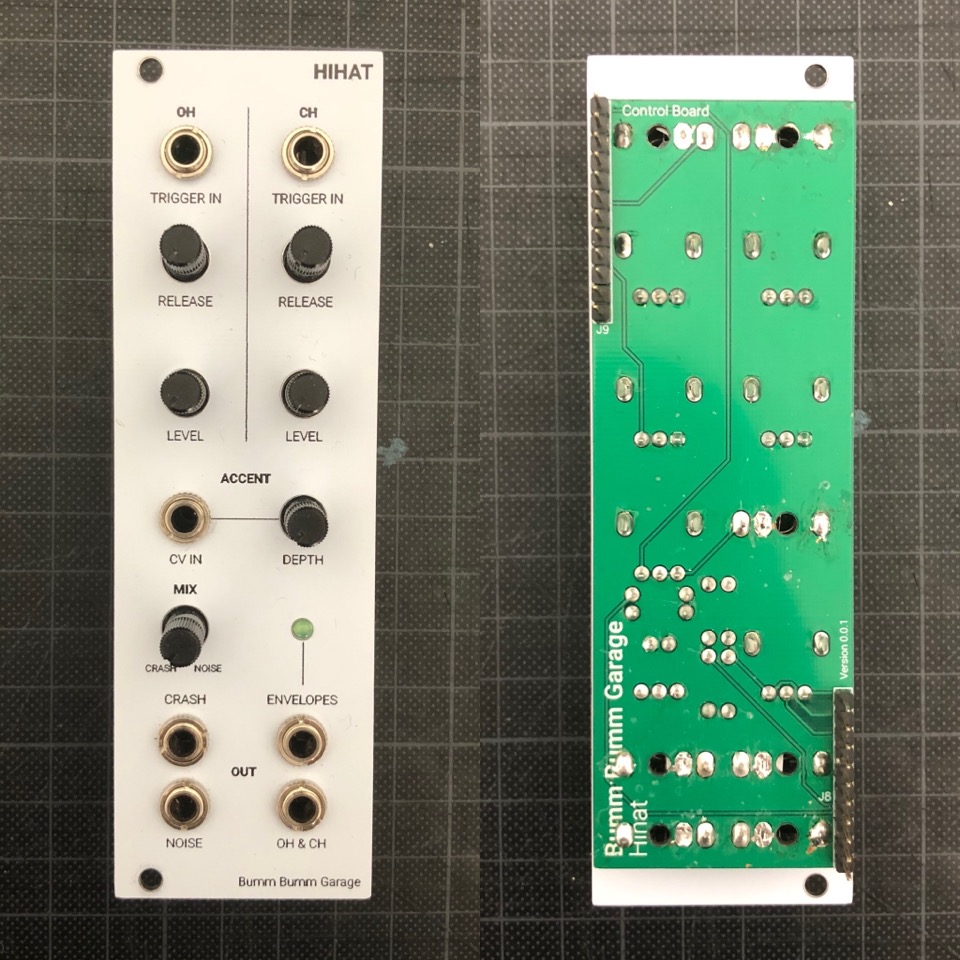 HIHAT
OH CH
TRIGGER IN TRIGGER IN
RELEASE RELEASE
LEVEL LEVEL
ACCENT
CV IN DEPTH
MIX
CRASH NOISE
CRASH ENVELOPES
OUT
NOISE OH & CH
Bumm Bumm Garage
Control Board
J9
Version 0.0.1
J8
Bumm Bumm Garage
Hihat